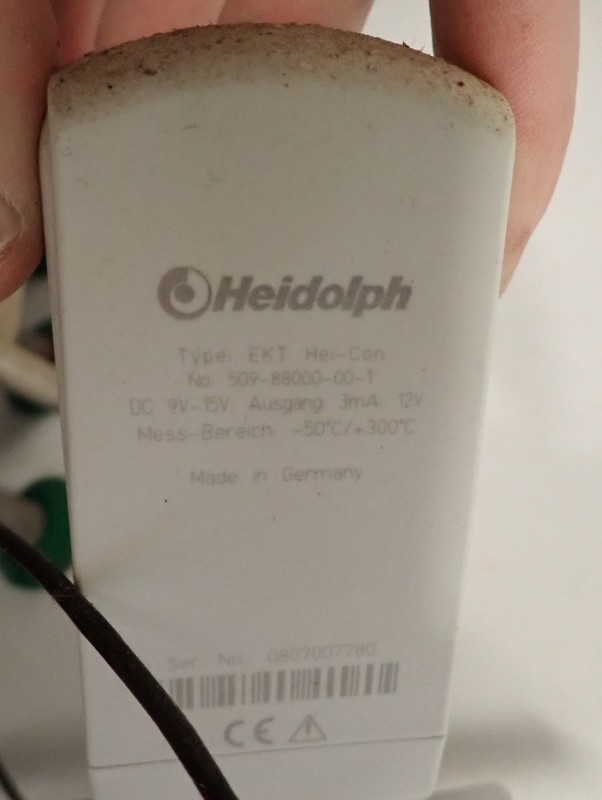 Heidolph
Type: EKT Hei-Con
No. 509-88000-00-1
DC 9V-15V Ausgang 3mA, 12V
Mess-Bereich: -50°C/+300°C
Made in Germany
Ser. No. 0807007780
CE